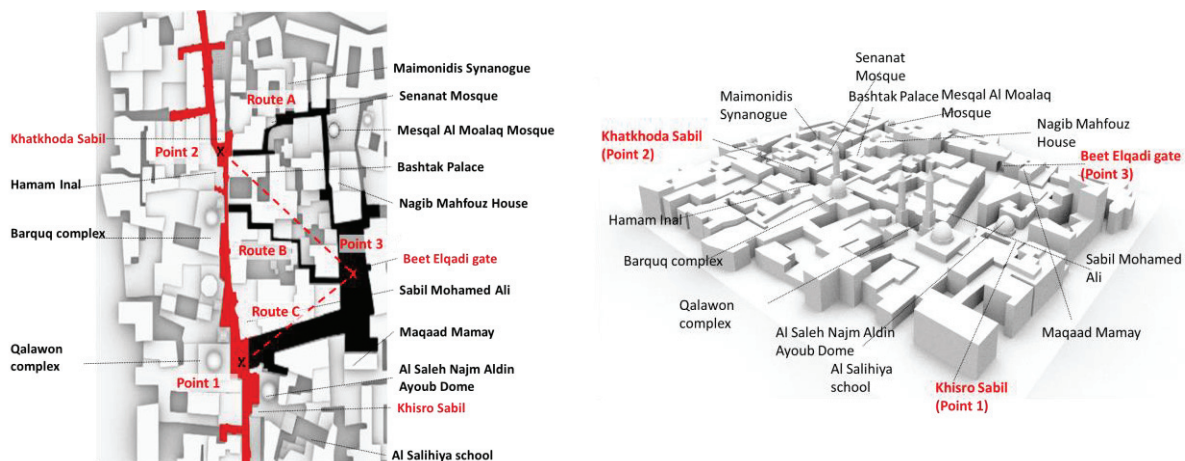 Maimonidis Synanogue
Route A
Senanat Mosque
Khatkhoda Sabil
Mesqal Al Moalaq Mosque
Point 2
Bashtak Palace
Hamam Inal
Nagib Mahfouz House
Barquq complex
Point 3
Route B
Beet Elqadi gate
Sabil Mohamed Ali
Route C
Maqaad Mamay
Qalawon
complex
Al Saleh Najm Aldin
Ayoub Dome
Point 1
Khisro Sabil
Al Salihiya school
Senanat
Mosque
Bashtak Palace
Mesqal Al Moalaq
Mosque
Maimonidis
Synanogue
Nagib Mahfouz
House
Khatkhoda Sabil
(Point 2)
Beet Elqadi gate
(Point 3)
Hamam Inal
Barquq complex
Sabil Mohamed
Ali
Qalawon
complex
Al Saleh Najm Aldin
Ayoub Dome
Al Salihiya
school
Maqaad Mamay
Khisro Sabil
(Point 1)